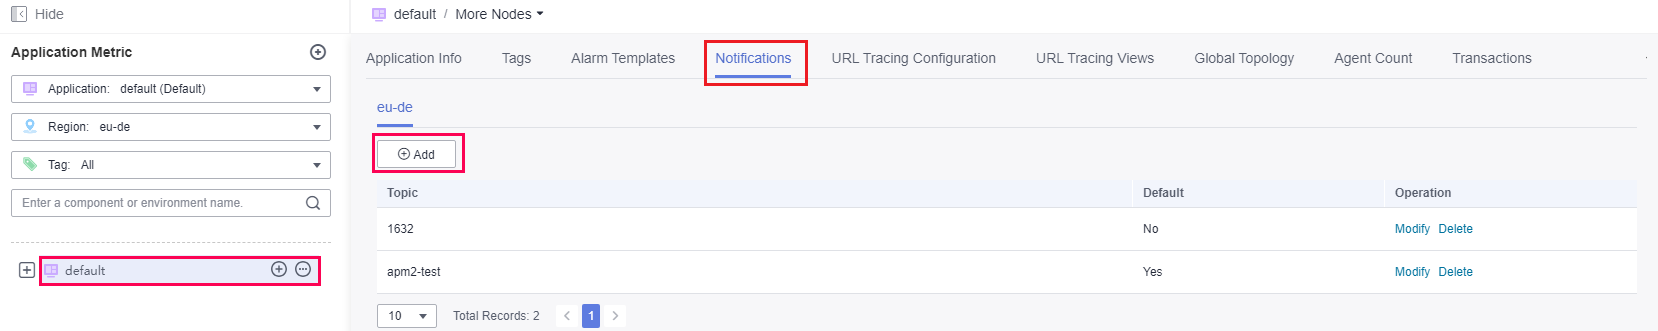 Hide
Application Metric
Application: default (Default)
Region: eu-de
Tag: All
Enter a component or environment name.
default
default / More Nodes
Application Info Tags Alarm Templates Notifications URL Tracing Configuration URL Tracing Views Global Topology Agent Count Transactions
eu-de
Add
Topic Default Operation
1632 No Modify Delete
apm2-test Yes Modify Delete
10 Total Records: 2 < 1 >